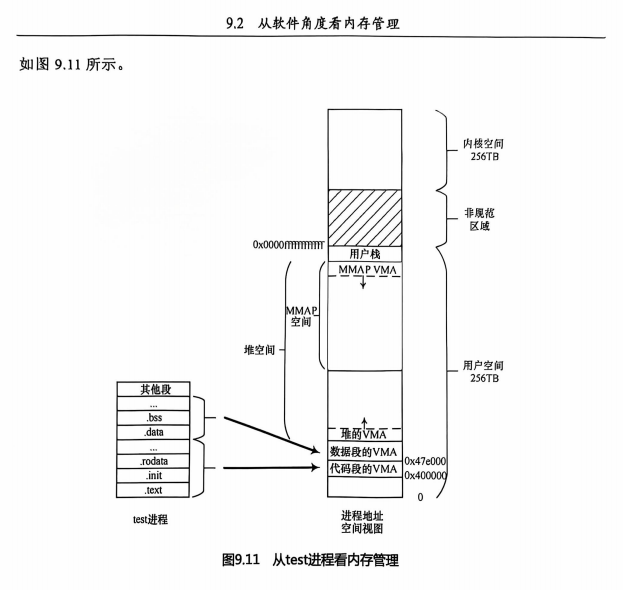 9.2 从软件角度看内存管理
如图 9.11 所示。
内核空间
256TB
非规范
区域
0x0000ffffffffffff
用户栈
MMAP VMA
MMAP
空间
堆空间
用户空间
256TB
其他段
...
.bss
.data
...
.rodata
.init
.text
堆的VMA
数据段的VMA
0x47e000
代码段的VMA
0x400000
0
test进程
进程地址
空间视图
图9.11 从test进程看内存管理